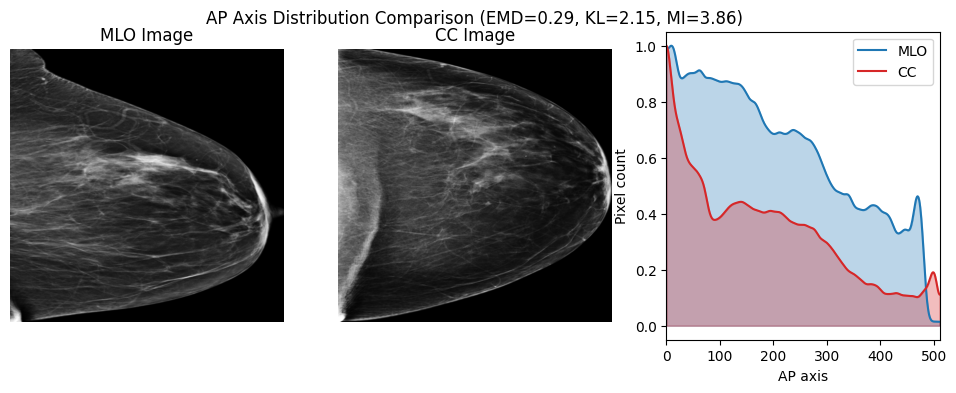 AP Axis Distribution Comparison (EMD=0.29, KL=2.15, MI=3.86)
MLO Image
CC Image
MLO
CC
1.0
0.8
0.6
0.4
0.2
0.0
Pixel count
0 100 200 300 400 500
AP axis